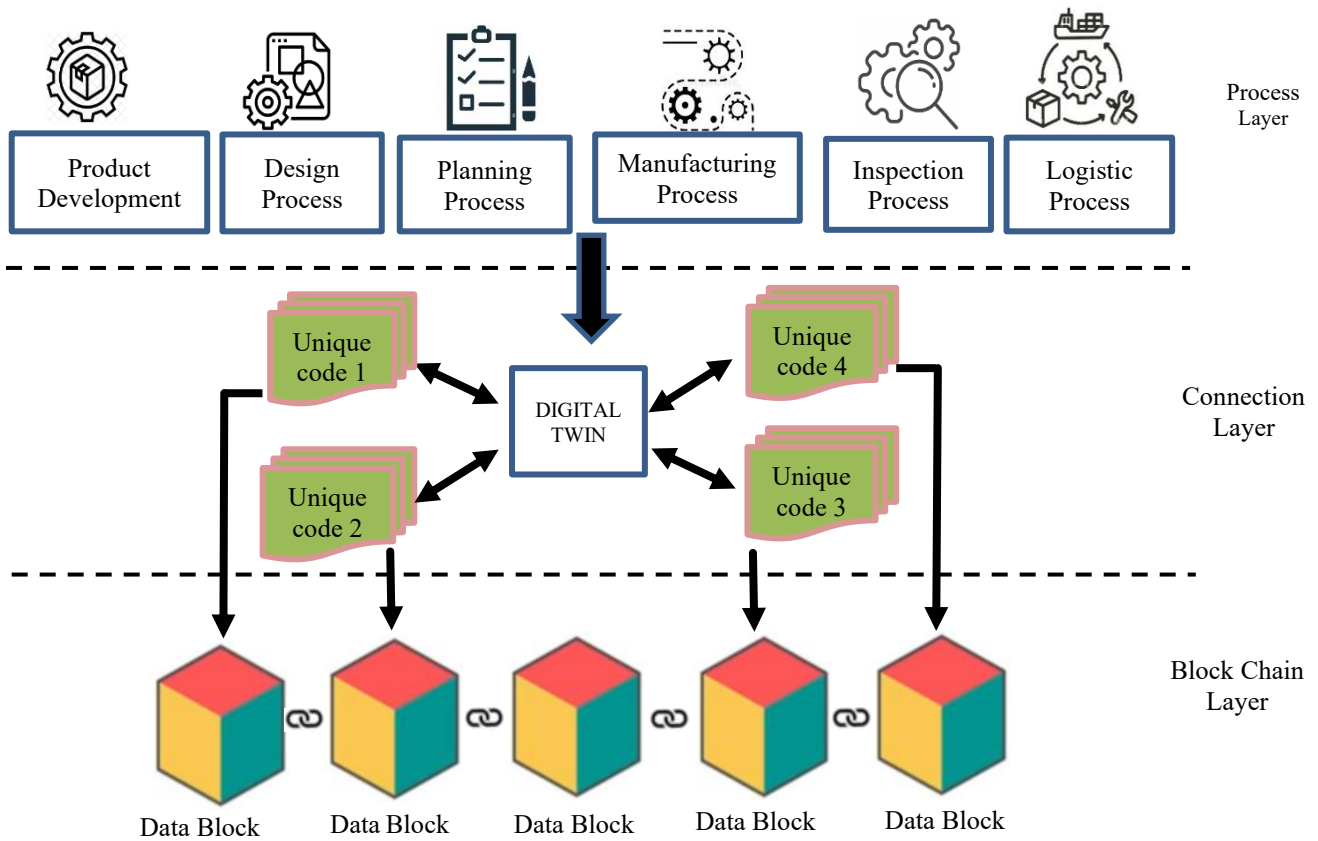 Process
Layer
Product
Development
Design
Process
Planning
Process
Manufacturing
Process
Inspection
Process
Logistic
Process
Unique
code 1
Unique
code 4
DIGITAL
TWIN
Connection
Layer
Unique
code 2
Unique
code 3
Block Chain
Layer
Data Block
Data Block
Data Block
Data Block
Data Block